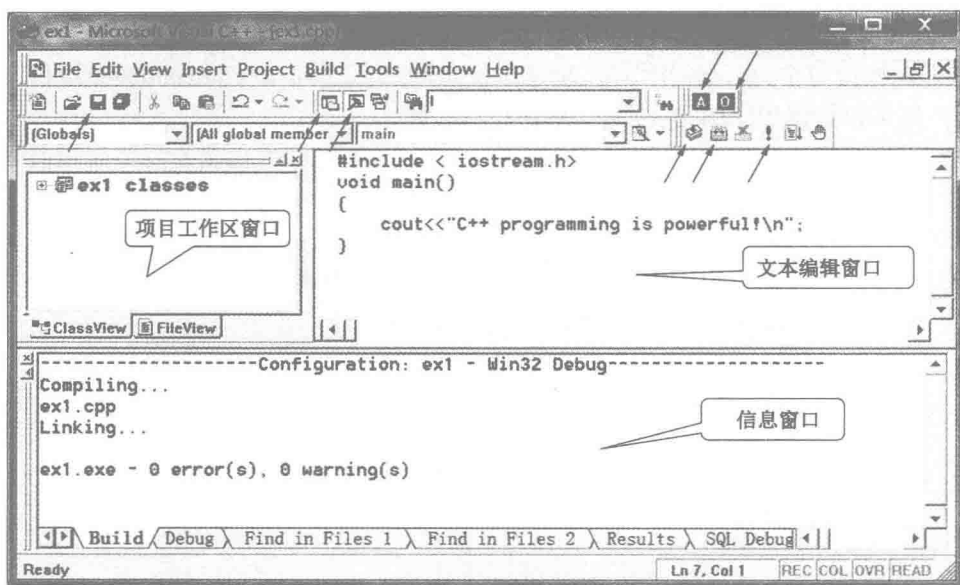 ex1 - Microsoft Visual C++ - [ex1.cpp]
File Edit View Insert Project Build Tools Window Help
A O
(Globals) (All global member main
ex1 classes
项目工作区窗口
ClassView FileView
#include < iostream.h>
void main()
{
cout<<"C++ programming is powerful!\n";
}
文本编辑窗口
--------------------Configuration: ex1 - Win32 Debug--------------------
Compiling...
ex1.cpp
Linking...
信息窗口
ex1.exe - 0 error(s), 0 warning(s)
Build Debug Find in Files 1 Find in Files 2 Results SQL Debug
Ready Ln 7, Col 1 REC COL OVR READ